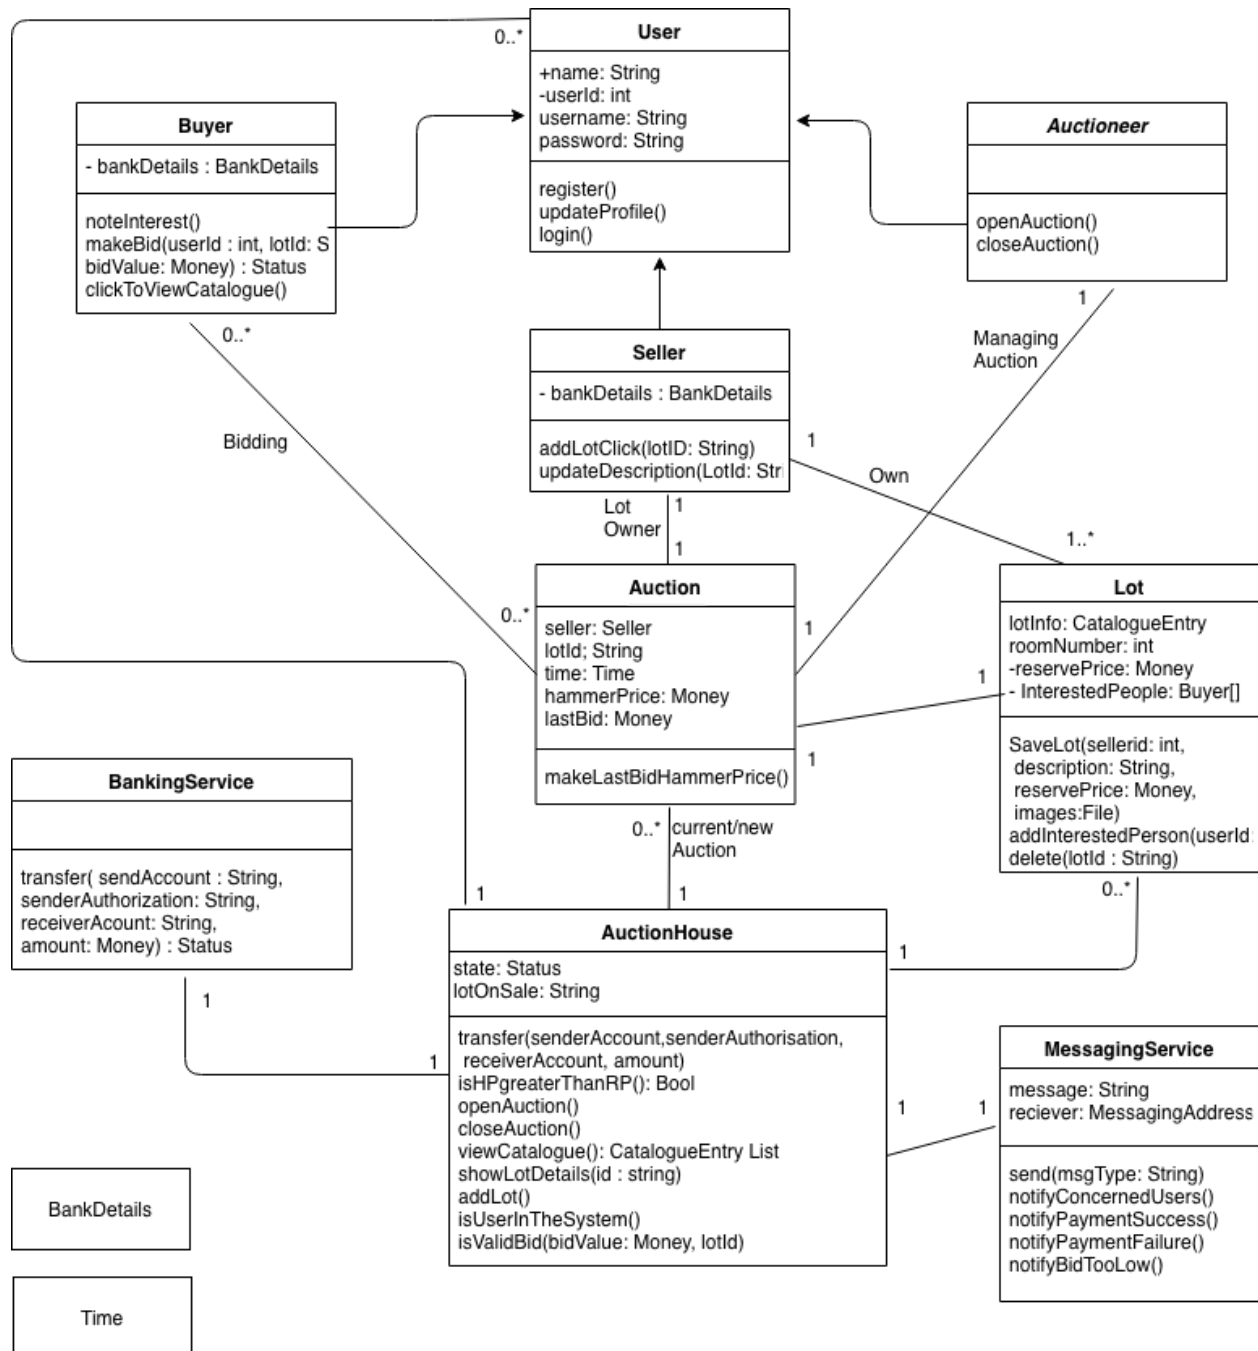 User
0..*
+name: String
-userId: int
username: String
password: String
register()
updateProfile()
login()
Buyer
- bankDetails : BankDetails
noteInterest()
makeBid(userId : int, lotId: S
bidValue: Money) : Status
clickToViewCatalogue()
0..*
Auctioneer
openAuction()
closeAuction()
1
Managing
Auction
Seller
- bankDetails : BankDetails
addLotClick(lotID: String)
updateDescription(LotId: Stri
1
Own
1..*
Bidding
Lot
Owner
1
1
Auction
0..*
seller: Seller
lotId; String
time: Time
hammerPrice: Money
lastBid: Money
makeLastBidHammerPrice()
1
1
1
Lot
lotInfo: CatalogueEntry
roomNumber: int
-reservePrice: Money
- InterestedPeople: Buyer[]
SaveLot(sellerid: int,
description: String,
reservePrice: Money,
images:File)
addInterestedPerson(userId:
delete(lotId : String)
0..*
0..*
current/new
Auction
1
1
BankingService
transfer( sendAccount : String,
senderAuthorization: String,
receiverAcount: String,
amount: Money) : Status
1
1
AuctionHouse
state: Status
lotOnSale: String
transfer(senderAccount,senderAuthorisation,
receiverAccount, amount)
isHPgreaterThanRP(): Bool
openAuction()
closeAuction()
viewCatalogue(): CatalogueEntry List
showLotDetails(id : string)
addLot()
isUserInTheSystem()
isValidBid(bidValue: Money, lotId)
1
1
1
MessagingService
message: String
reciever: MessagingAddress
send(msgType: String)
notifyConcernedUsers()
notifyPaymentSuccess()
notifyPaymentFailure()
notifyBidTooLow()
BankDetails
Time